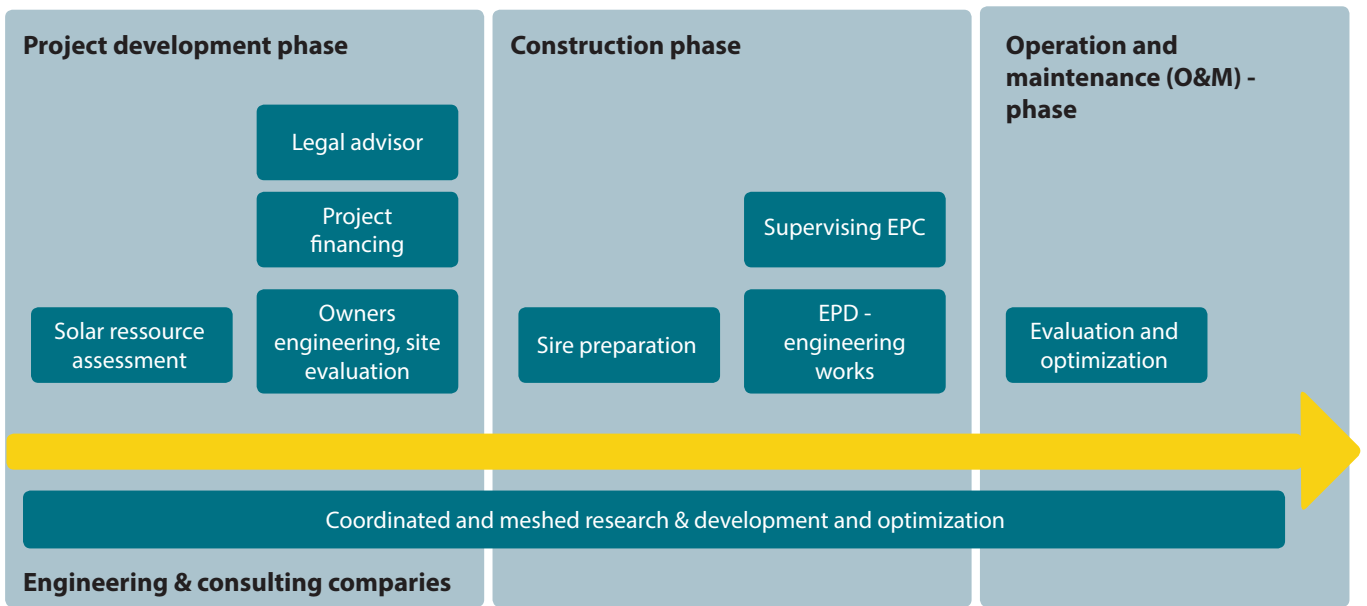 Project development phase
Legal advisor
Project
financing
Solar ressource
assessment
Owners
engineering, site
evaluation
Construction phase
Supervising EPC
Sire preparation
EPD -
engineering
works
Operation and
maintenance (O&M) -
phase
Evaluation and
optimization
Coordinated and meshed research & development and optimization
Engineering & consulting comparies